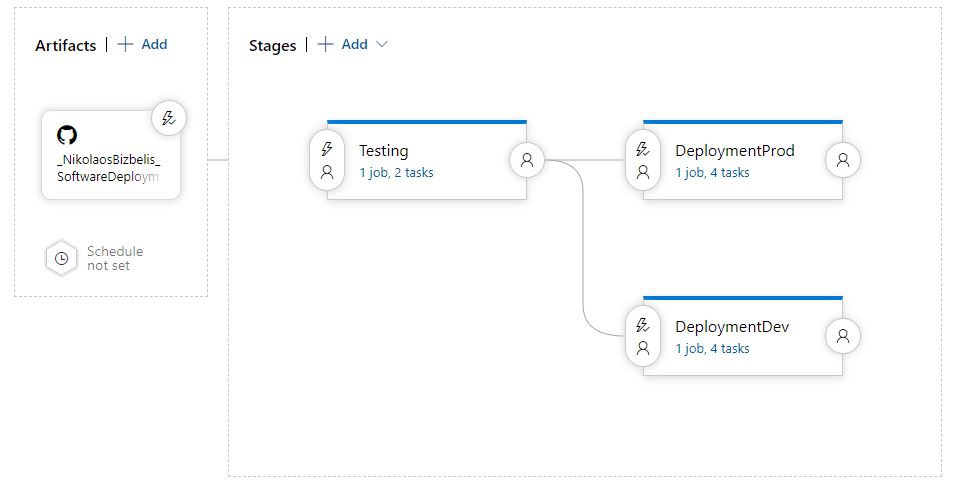 Artifacts
Add
_NikolaosBizbelis_
SoftwareDeploym
Schedule
not set
Stages
Add
Testing
1 job, 2 tasks
DeploymentProd
1 job, 4 tasks
DeploymentDev
1 job, 4 tasks